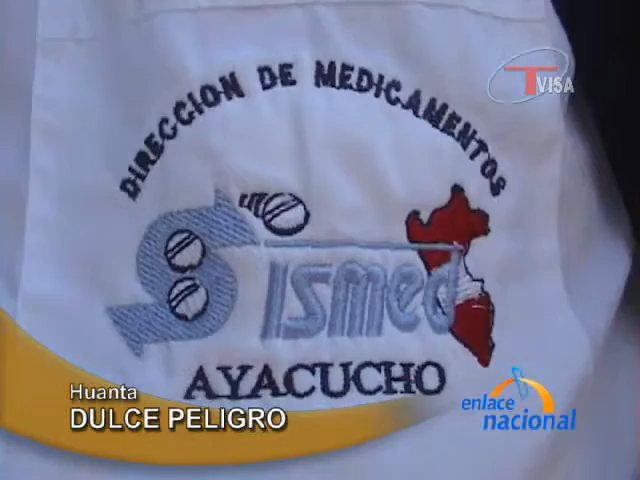 DIRECCION DE MEDICAMENTOS
TVISA
Sismed
AYACUCHO
Huanta
DULCE PELIGRO
enlace
nacional